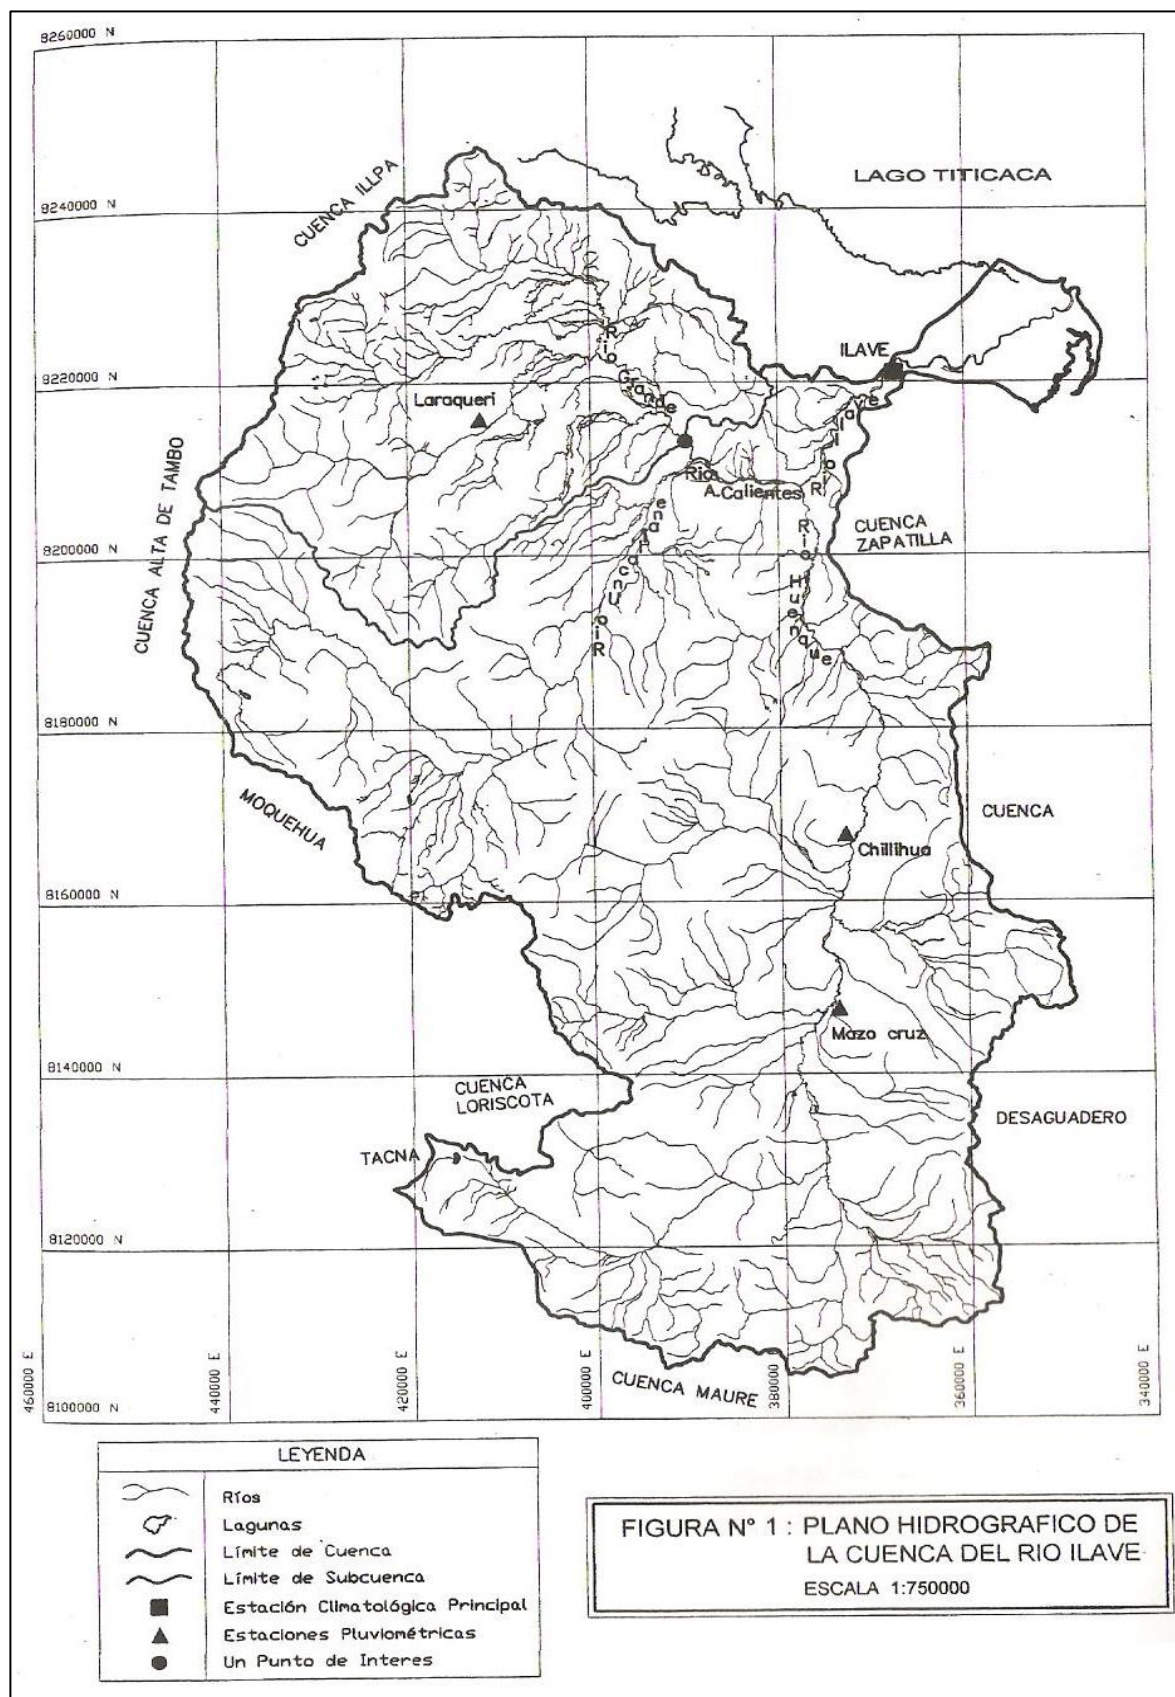 8260000 N
CUENCA ILLPA
LAGO TITICACA
8240000 N
Rio Grande
ILAVE
8220000 N
Laraqueri
Rio Ilave
CUENCA ALTA DE TAMBO
Rio
A.Calientes
CUENCA
ZAPATILLA
8200000 N
Rio Uncallane
Rio Huenque
8180000 N
MOQUEHUA
CUENCA
Chillihua
8160000 N
Mazo cruz
8140000 N
CUENCA
LORISCOTA
DESAGUADERO
TACNA
8120000 N
CUENCA MAURE
8100000 N
460000 E
440000 E
420000 E
400000 E
380000 E
360000 E
340000 E
LEYENDA
Ríos
Lagunas
Límite de Cuenca
Límite de Subcuenca
Estación Climatológica Principal
Estaciones Pluviométricas
Un Punto de Interes
FIGURA N° 1 : PLANO HIDROGRAFICO DE
LA CUENCA DEL RIO ILAVE
ESCALA 1:750000